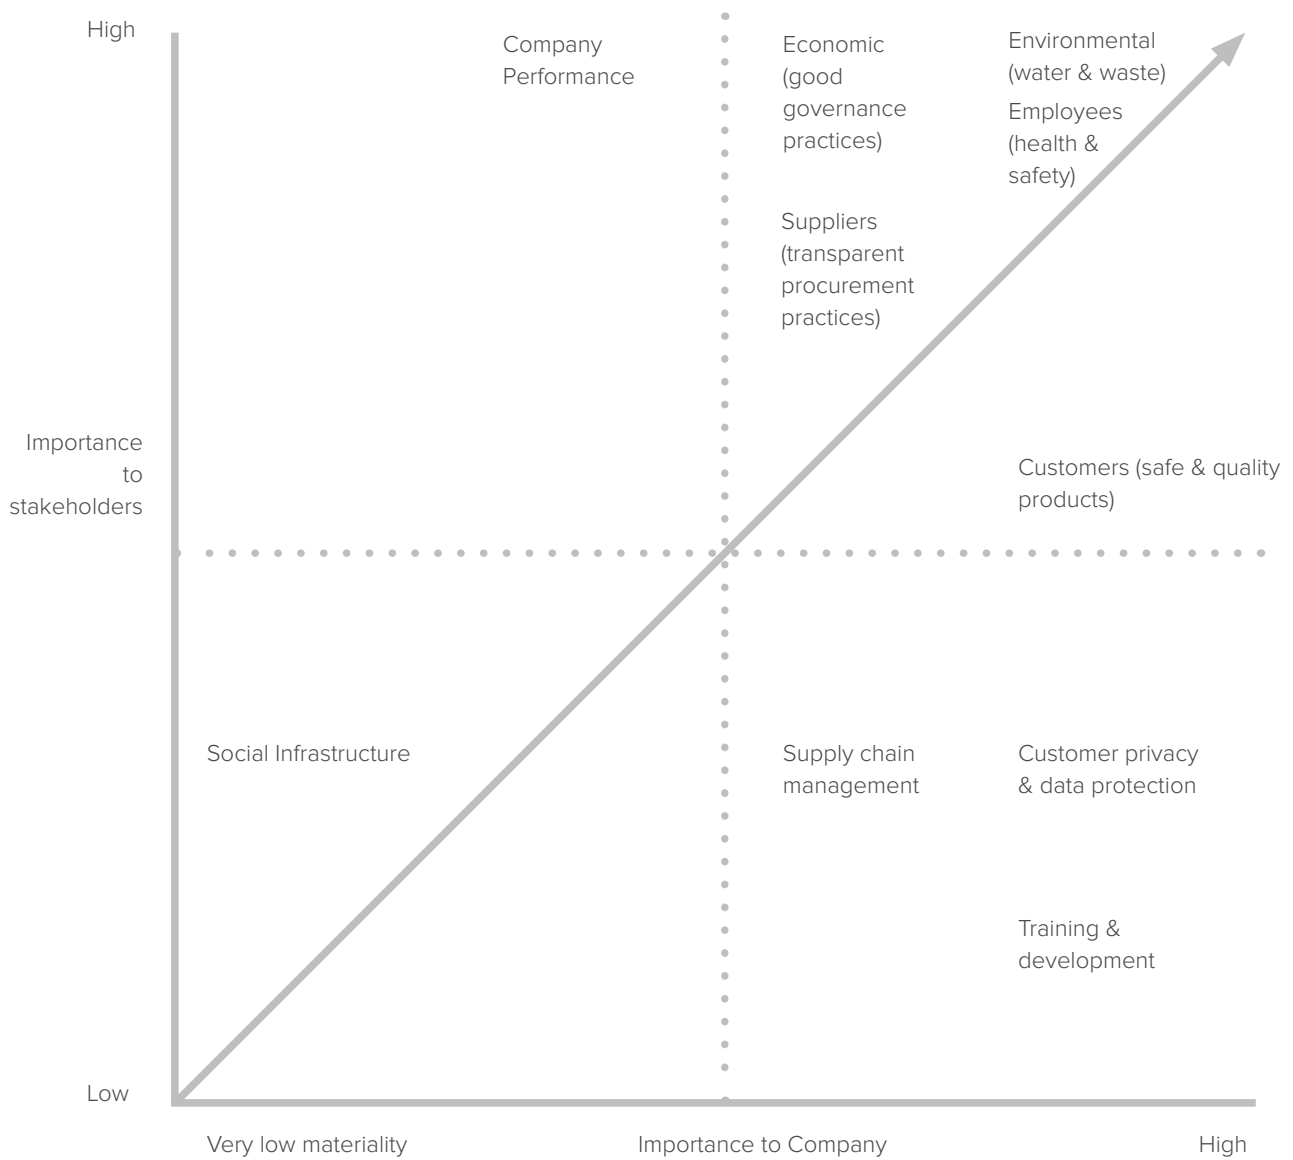 High
Company
Performance
Economic
(good
governance
practices)
Environmental
(water & waste)
Employees
(health &
safety)
Suppliers
(transparent
procurement
practices)
Importance
to
stakeholders
Customers (safe & quality
products)
Social Infrastructure
Supply chain
management
Customer privacy
& data protection
Training &
development
Low
Very low materiality
Importance to Company
High